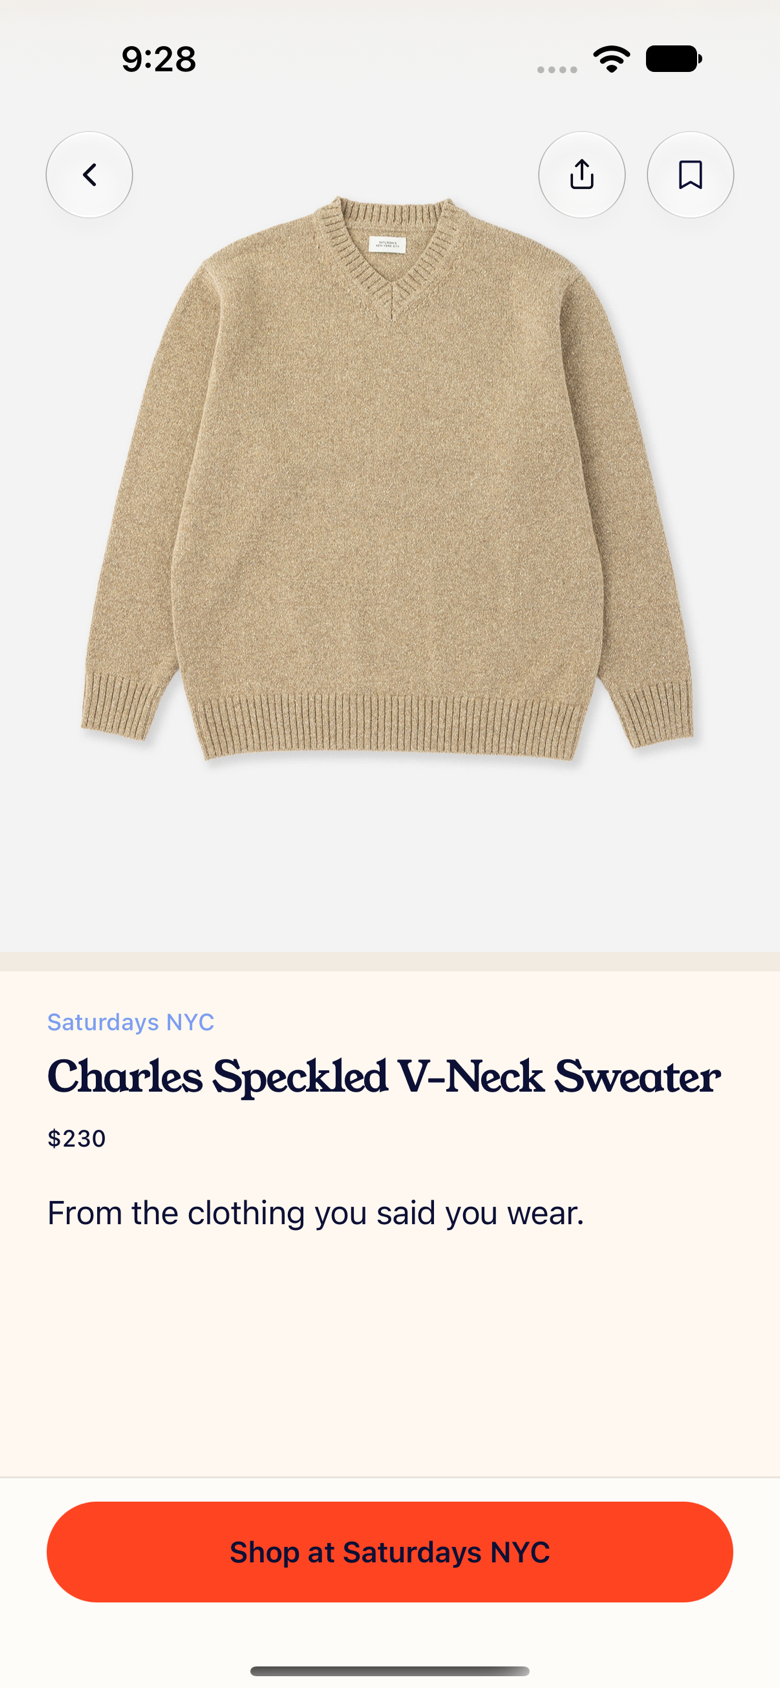 9:28
Saturdays NYC
Charles Speckled V-Neck Sweater
$230
From the clothing you said you wear.
Shop at Saturdays NYC